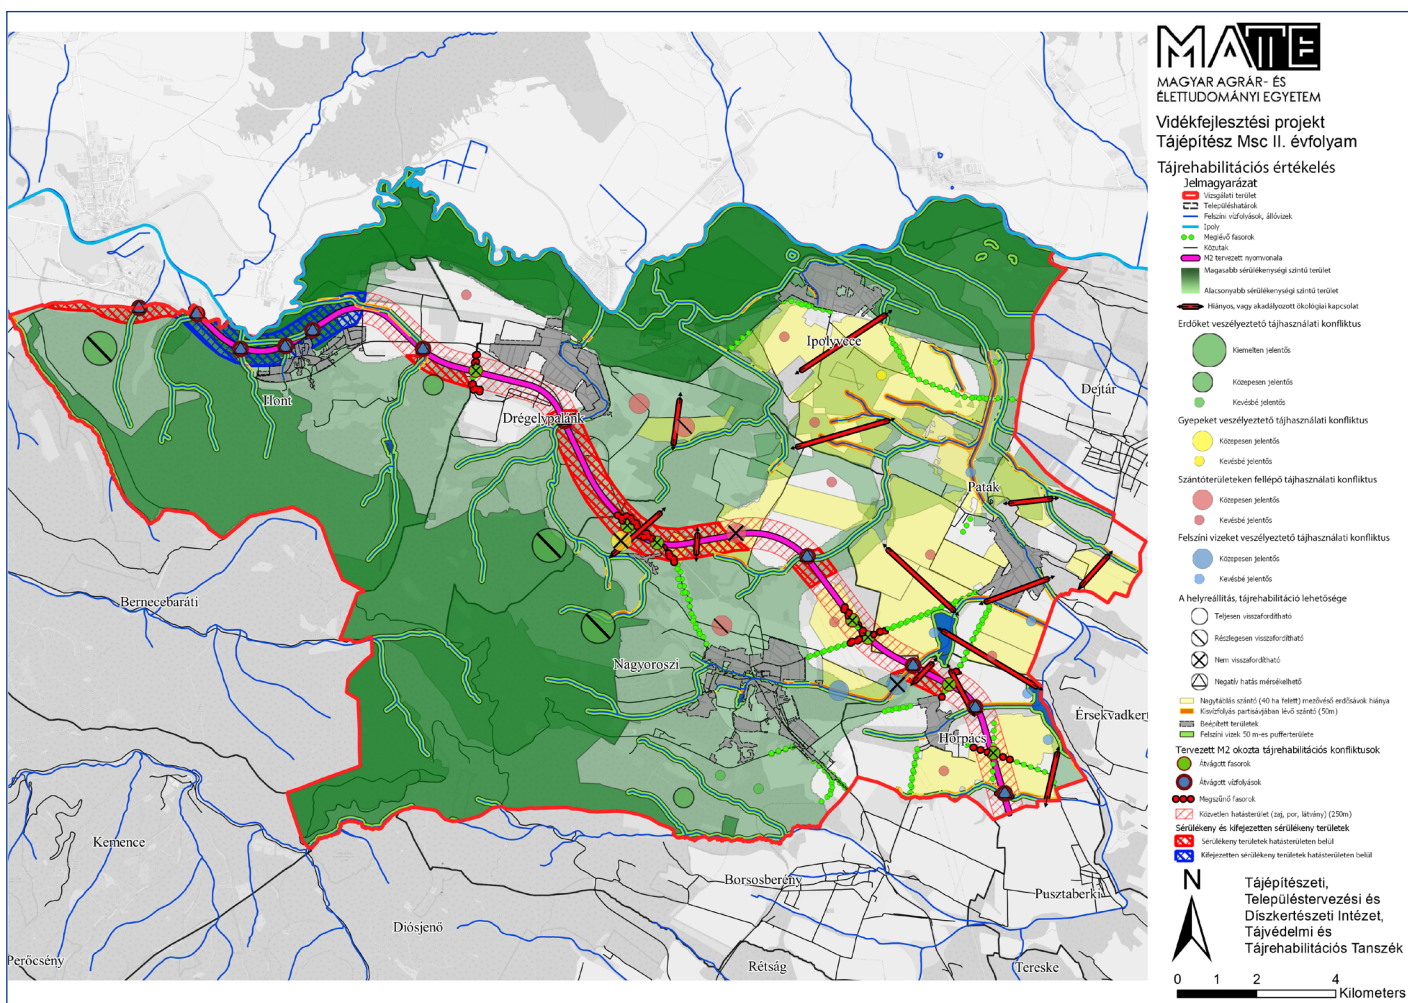 MATE
MAGYAR AGRÁR- ÉS
ÉLETTUDOMÁNYI EGYETEM
Vidékfejlesztési projekt
Tájépítész Msc II. évfolyam
Tájrehabilitációs értékelés
Jelmagyarázat
Vizsgálati terület
Településhatárok
Felszíni vízfolyások, állóvizek
Ipoly
Meglévő fasorok
Közutak
M2 tervezett nyomvonala
Magasabb sérülékenységi szintű terület
Alacsonyabb sérülékenységi szintű terület
Hiányos, vagy akadályozott ökológiai kapcsolat
Erdőket veszélyeztető tájhasználati konfliktus
Kiemelten jelentős
Közepesen jelentős
Kevésbé jelentős
Gyepeket veszélyeztető tájhasználati konfliktus
Közepesen jelentős
Kevésbé jelentős
Szántóterületeken fellépő tájhasználati konfliktus
Közepesen jelentős
Kevésbé jelentős
Felszíni vizeket veszélyeztető tájhasználati konfliktus
Közepesen jelentős
Kevésbé jelentős
A helyreállítás, tájrehabilitáció lehetősége
Teljesen visszafordítható
Részlegesen visszafordítható
Nem visszafordítható
Negatív hatás mérsékelhető
Nagytáblás szántó (40 ha felett) mezővéső erdősávok hiánya
Kisvízfolyás partisávjában lévő szántó (50m)
Beépített területek
Felszíni vizek 50 m-es pufferterülete
Tervezett M2 okozta tájrehabilitációs konfliktusok
Átvágott fasorok
Átvágott vízfolyások
Megszűnő fasorok
Közvetlen hatásterület (zaj, por, látvány) (250m)
Sérülékeny és kifejezetten sérülékeny területek
Sérülékeny területek hatásterületen belül
Kifejezetten sérülékeny területek hatásterületen belül
N
Tájépítészeti,
Településtervezési és
Díszkertészeti Intézet,
Tájvédelmi és
Tájrehabilitációs Tanszék
0 1 2 4
Kilometers
Ipolyvece
Dejtár
Hont
Drégelypalánk
Patak
Bernecebaráti
Nagyoroszi
Érsekvadkert
Horpács
Kemence
Borsosberény
Pusztaberki
Diósjenő
Perőcsény
Rétság
Tereske